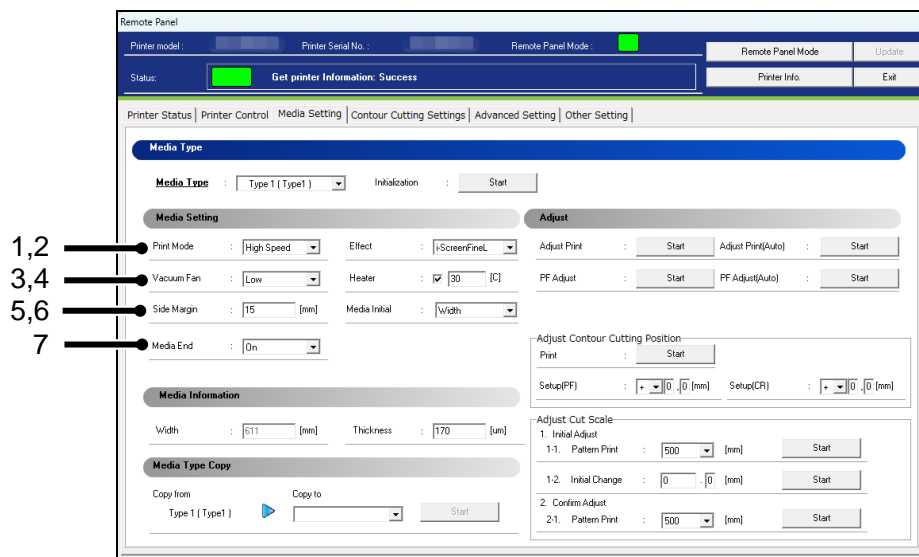 Remote Panel
Printer model : Printer Serial No. : Remote Panel Mode :
Remote Panel Mode Update
Status: Get printer Information: Success
Printer Info. Exit
Printer Status Printer Control Media Setting Contour Cutting Settings Advanced Setting Other Setting
Media Type
Media Type : Type 1 ( Type1 ) Initialization : Start
Media Setting
1,2 Print Mode : High Speed Effect : i-ScreenFineL
3,4 Vacuum Fan : Low Heater : 30 [C]
5,6 Side Margin : 15 [mm] Media Initial : Width
7 Media End : On
Media Information
Width : 611 [mm] Thickness : 170 [um]
Media Type Copy
Copy from Copy to
Type 1 ( Type1 ) Start
Adjust
Adjust Print : Start Adjust Print(Auto) : Start
PF Adjust : Start PF Adjust(Auto) : Start
Adjust Contour Cutting Position
Print : Start
Setup(PF) : + 0 . 0 [mm] Setup(CR) : + 0 . 0 [mm]
Adjust Cut Scale
1. Initial Adjust
1-1. Pattern Print : 500 [mm] Start
1-2. Initial Change : 0 . 0 [mm] Start
2. Confirm Adjust
2-1. Pattern Print : 500 [mm] Start